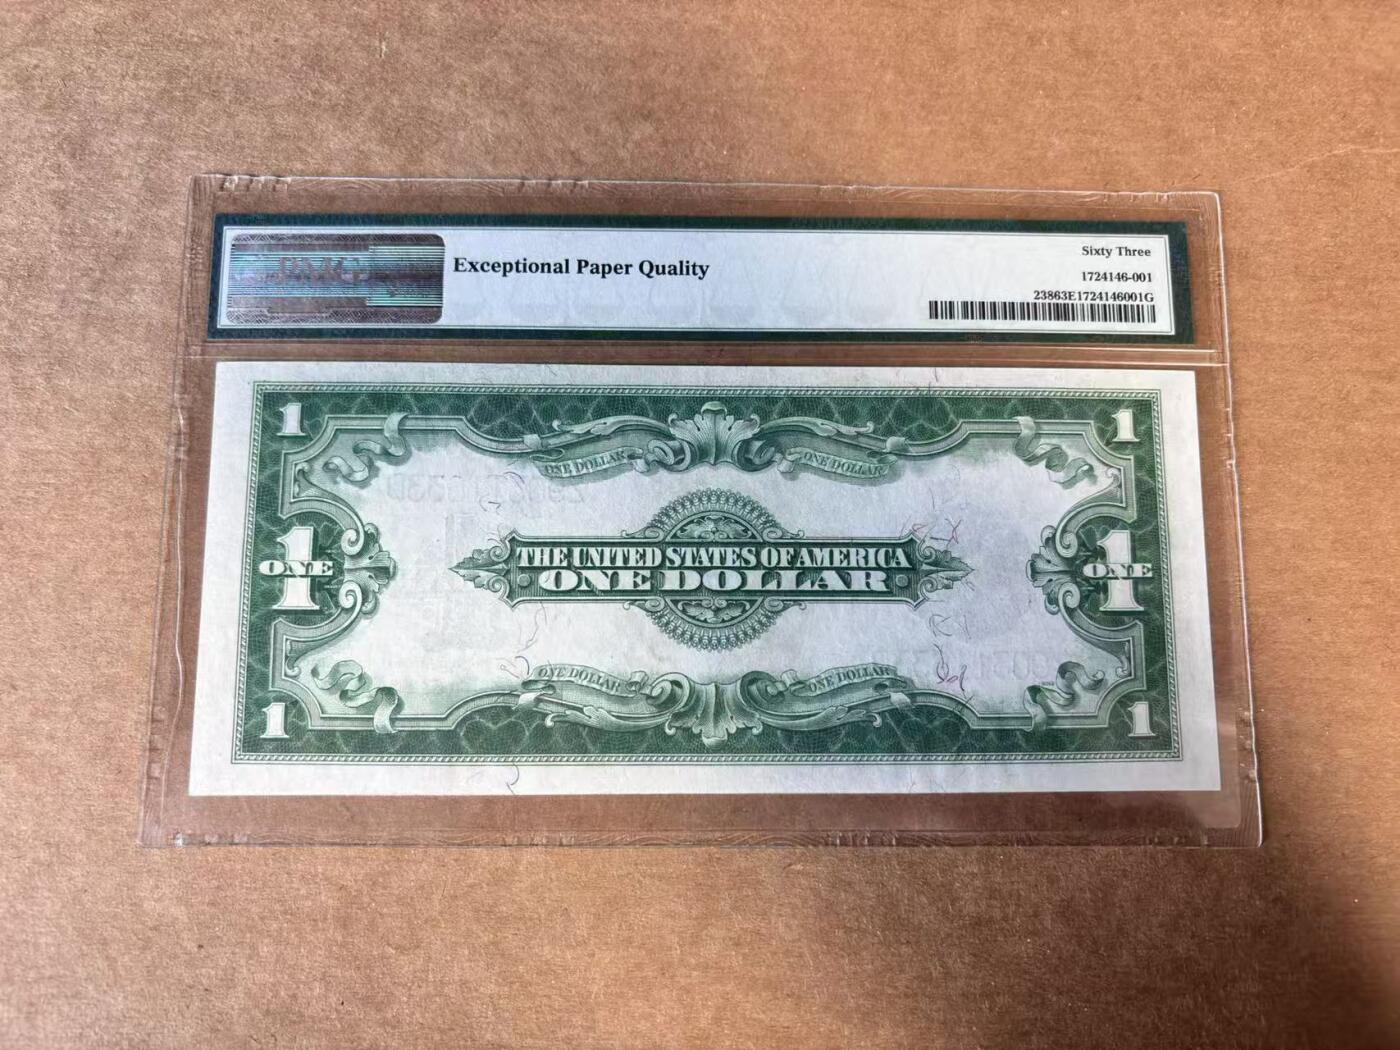 PMG
Exceptional Paper Quality
Sixty Three
1724146-001
23863E1724146001G
1 1
ONE DOLLAR ONE DOLLAR
1 ONE 1 ONE
THE UNITED STATES OF AMERICA
ONE DOLLAR
ONE DOLLAR ONE DOLLAR
1 1